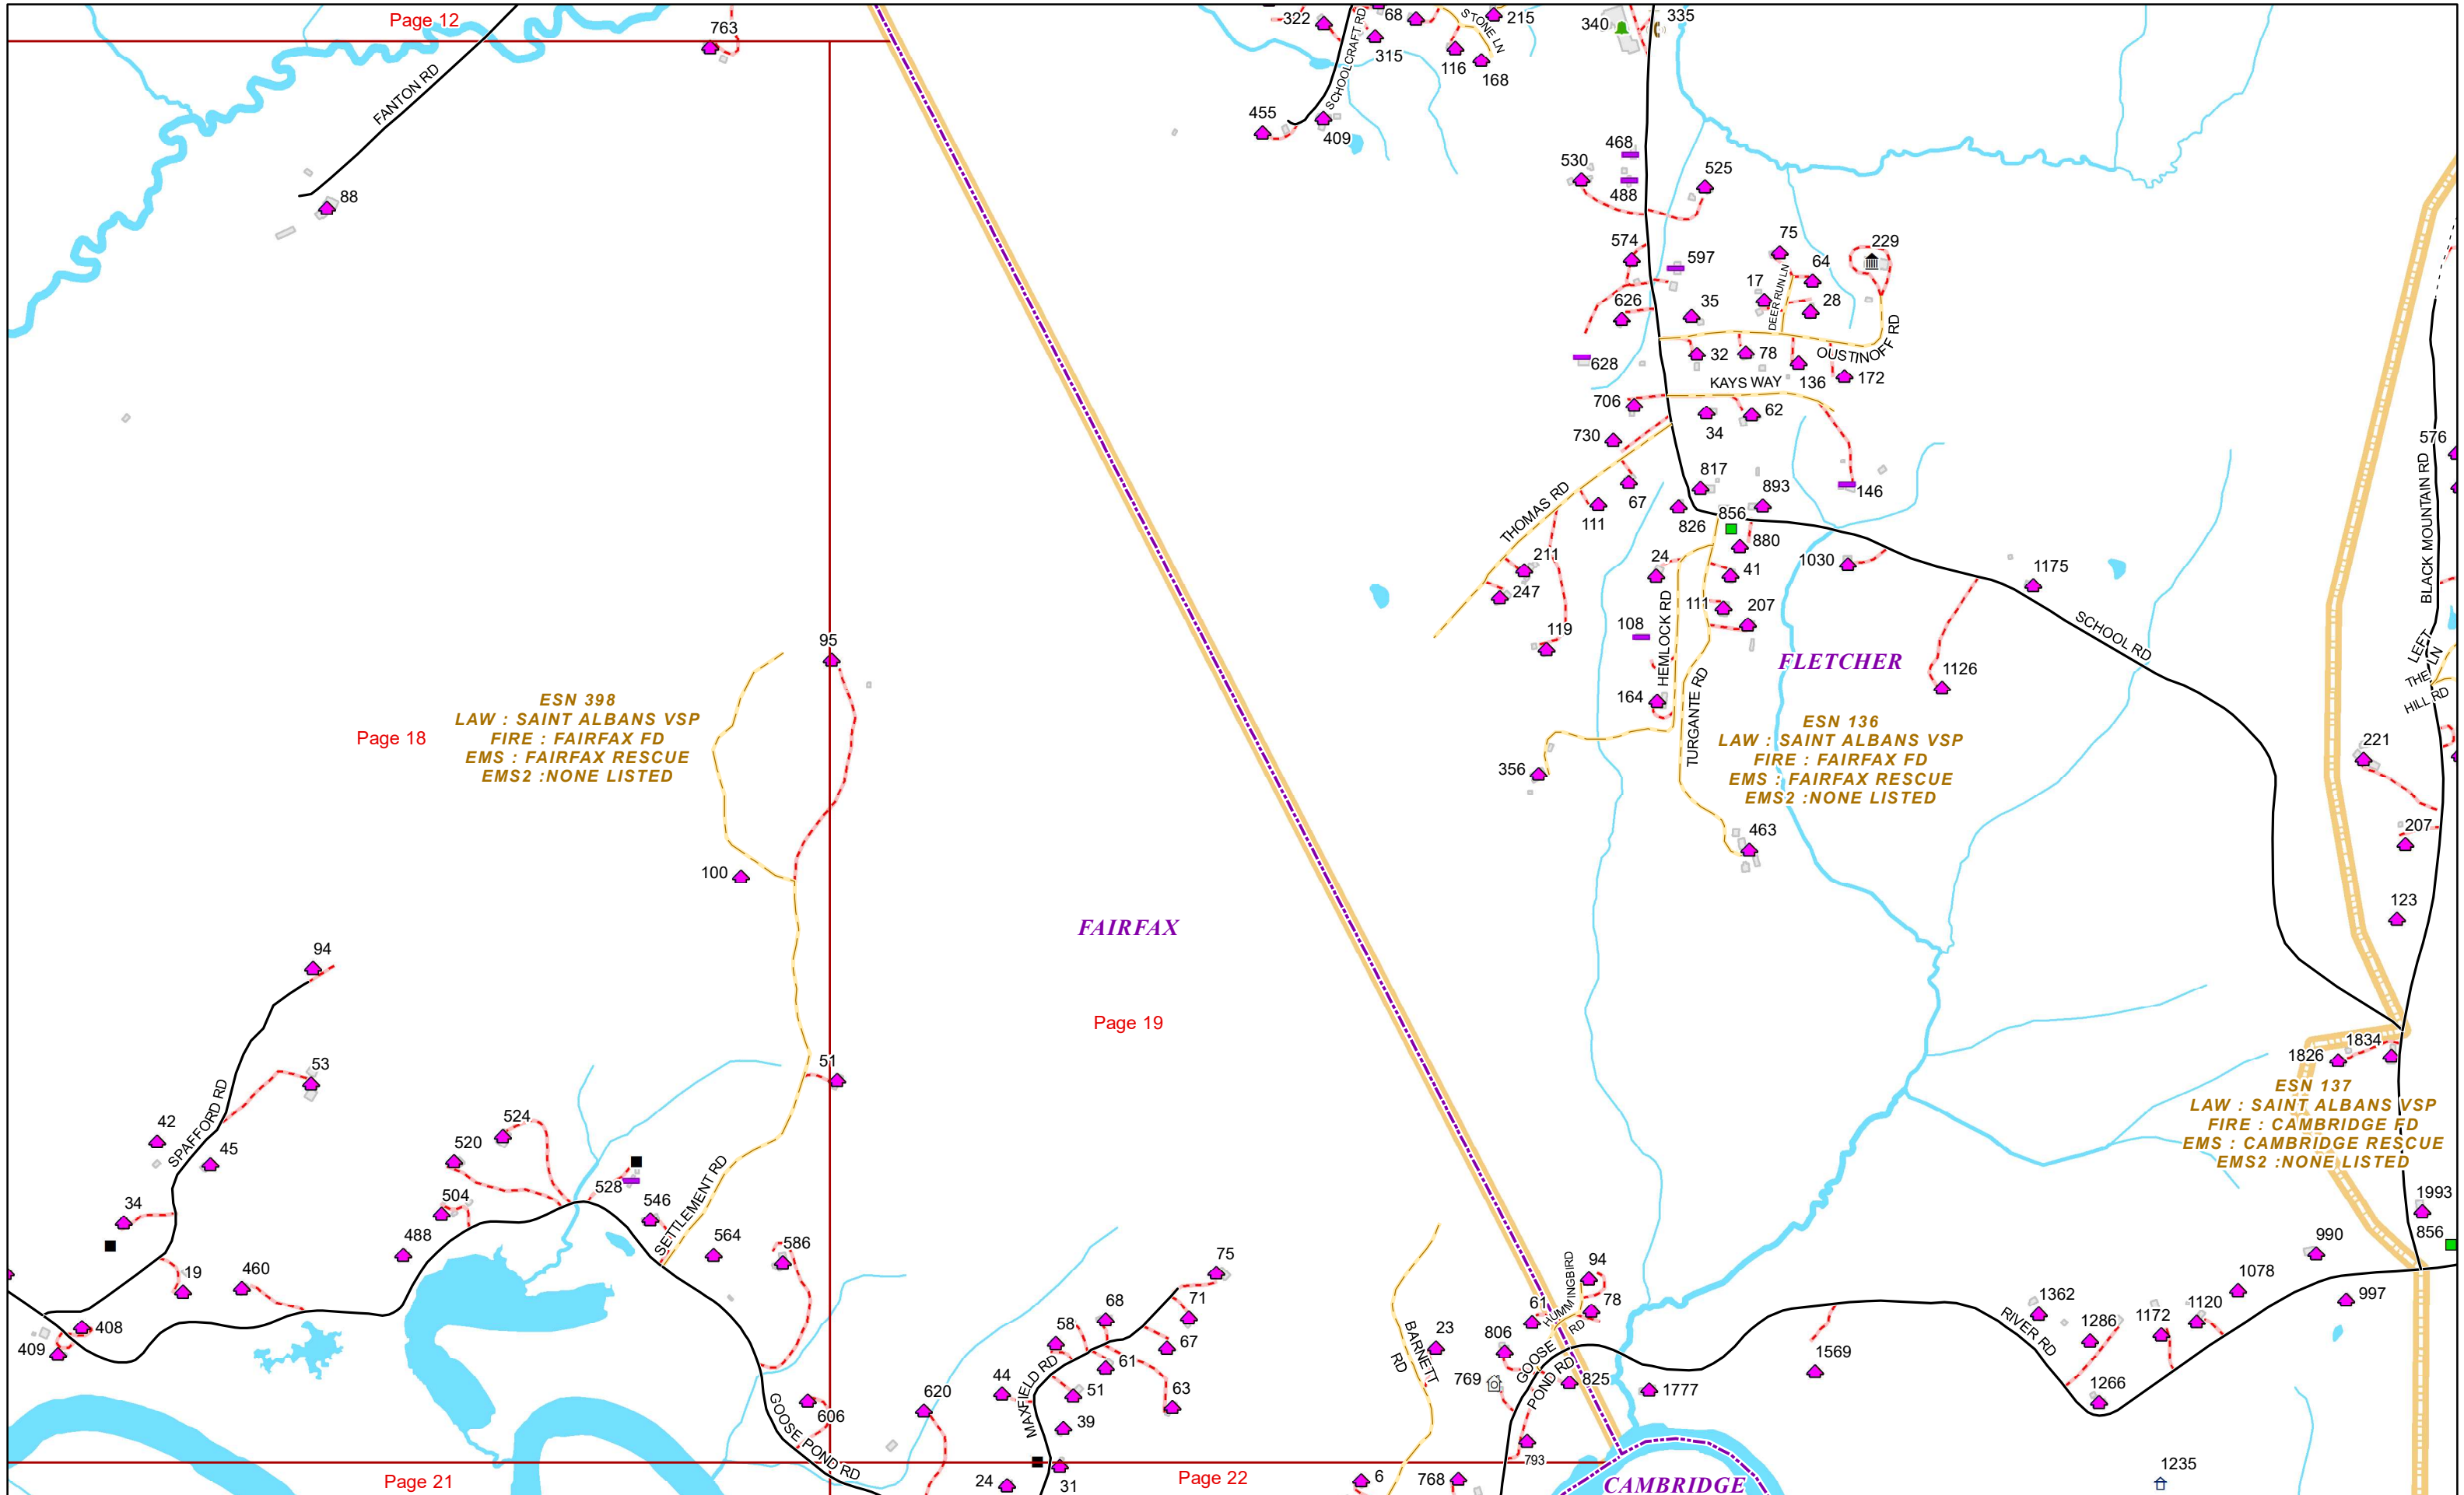 Page 12
763
322
68
STONE LN
215
340
335
SCHOOLCRAFT RD
315
116
168
FANTON RD
455
409
468
530
488
525
88
574
597
75
64
229
17
DEER RUN LN
28
626
35
OUSTINOFF RD
628
32
78
136
172
KAYS WAY
706
34
62
730
576
THOMAS RD
67
111
817
893
146
826
856
880
BLACK MOUNTAIN RD
211
247
24
41
1030
1175
111
207
108
119
HEMLOCK RD
SCHOOL RD
95
FLETCHER
1126
LEFT
THE LN
HILL RD
164
TURGANTE RD
ESN 398
LAW : SAINT ALBANS VSP
FIRE : FAIRFAX FD
EMS : FAIRFAX RESCUE
EMS2 :NONE LISTED
Page 18
ESN 136
LAW : SAINT ALBANS VSP
FIRE : FAIRFAX FD
EMS : FAIRFAX RESCUE
EMS2 :NONE LISTED
221
356
463
207
100
123
FAIRFAX
94
Page 19
51
53
1834
1826
ESN 137
LAW : SAINT ALBANS VSP
FIRE : CAMBRIDGE FD
EMS : CAMBRIDGE RESCUE
EMS2 :NONE LISTED
SPAFFORD RD
42
45
524
520
528
546
SETTLEMENT RD
34
504
488
564
586
1993
856
990
19
460
75
94
HUMMINGBIRD
RD
78
61
1078
997
408
409
68
71
58
67
61
BARNETT
RD
23
806
GOOSE
POND RD
1362
RIVER RD
1286
1172
1120
44
MAXFIELD RD
51
63
769
825
1777
1569
1266
620
606
39
GOOSE POND RD
793
Page 21
24
31
Page 22
6
768
CAMBRIDGE
1235